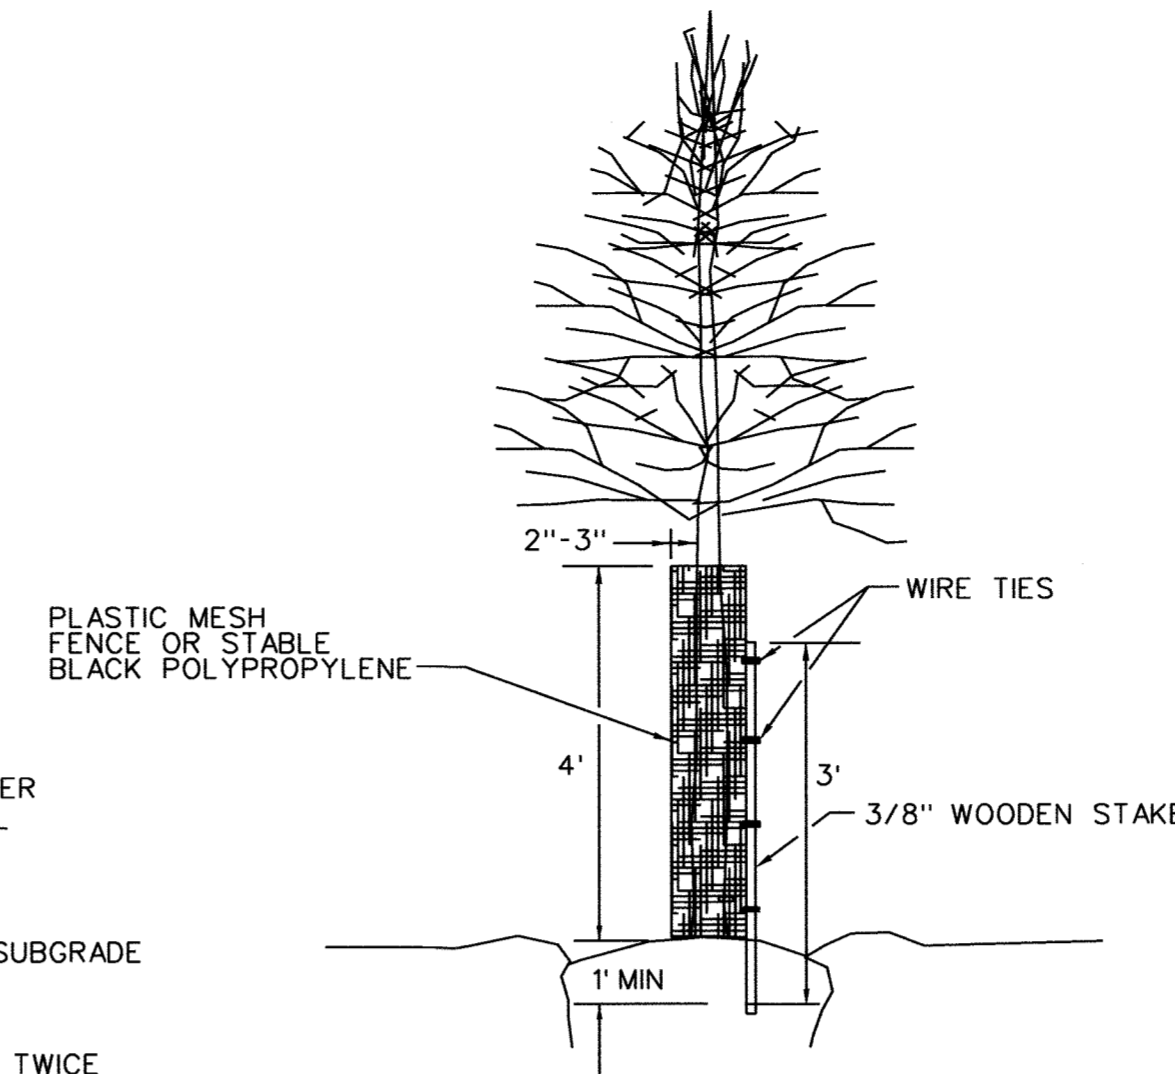 2"-3"
WIRE TIES
PLASTIC MESH
FENCE OR STABLE
BLACK POLYPROPYLENE
4'
3'
ER
3/8" WOODEN STAKE
SUBGRADE
1' MIN
TWICE